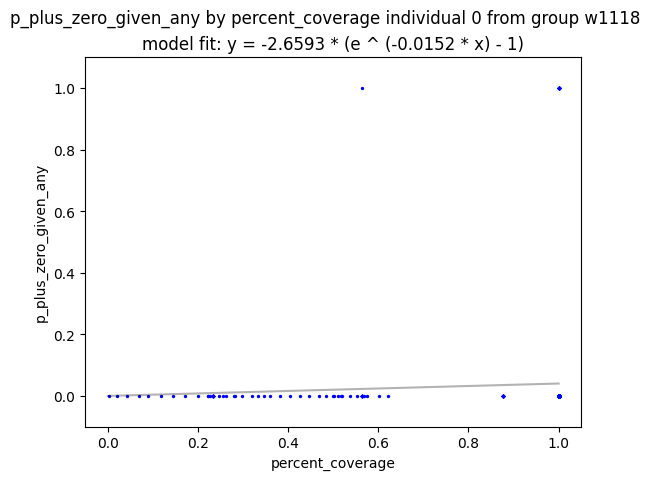 p_plus_zero_given_any by percent_coverage individual 0 from group w1118
model fit: y = -2.6593 * (e ^ (-0.0152 * x) - 1)
1.0
0.8
0.6
0.4
0.2
0.0
p_plus_zero_given_any
0.0 0.2 0.4 0.6 0.8 1.0
percent_coverage